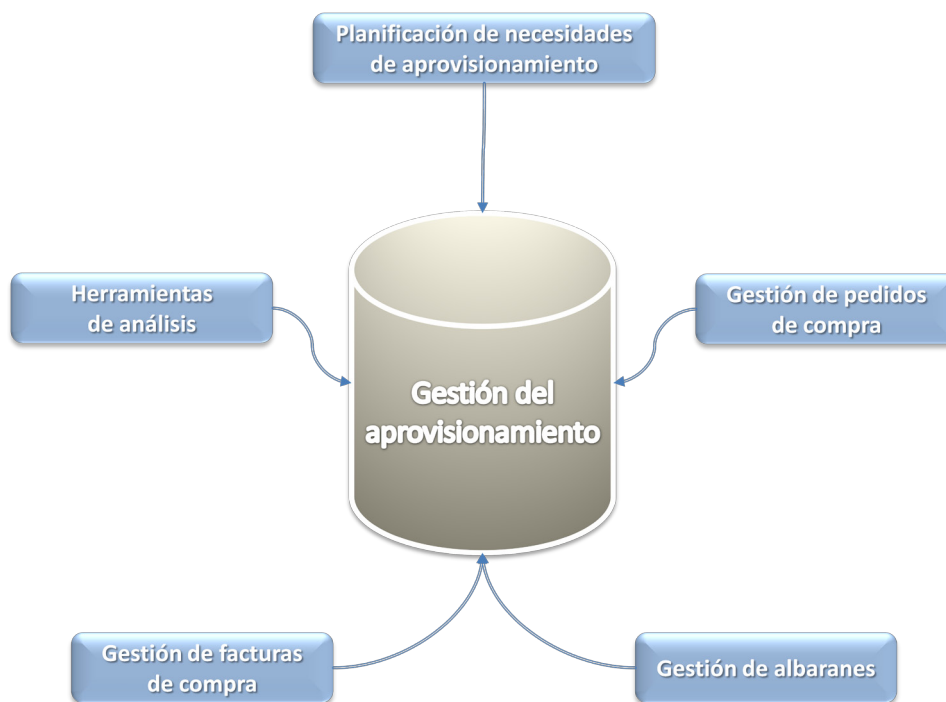 Planificación de necesidades
de aprovisionamiento
Herramientas
de análisis
Gestión de pedidos
de compra
Gestión del
aprovisionamiento
Gestión de facturas
de compra
Gestión de albaranes